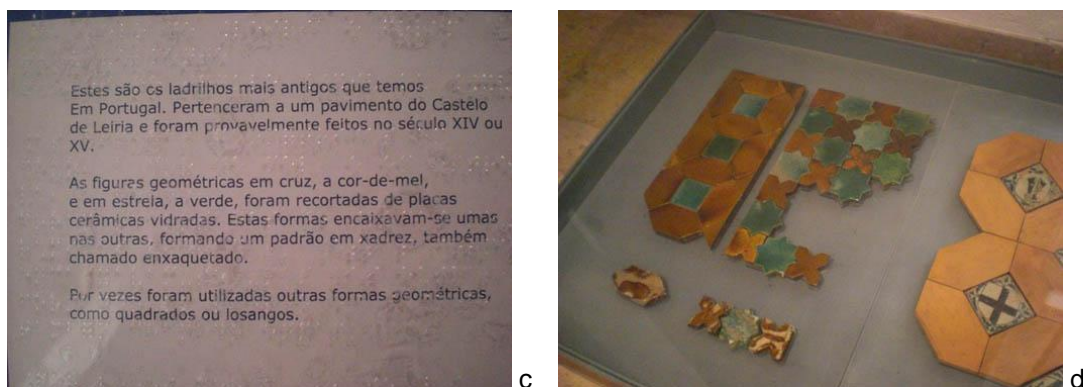 Estes são os ladrilhos mais antigos que temos
Em Portugal. Pertenceram a um pavimento do Castelo
de Leiria e foram provavelmente feitos no século XIV ou
XV.
As figuras geométricas em cruz, a cor-de-mel,
e em estrela, a verde, foram recortadas de placas
cerâmicas vidradas. Estas formas encaixavam-se umas
nas outras, formando um padrão em xadrez, também
chamado enxaquetado.
Por vezes foram utilizadas outras formas geométricas,
como quadrados ou losangos.
c
d